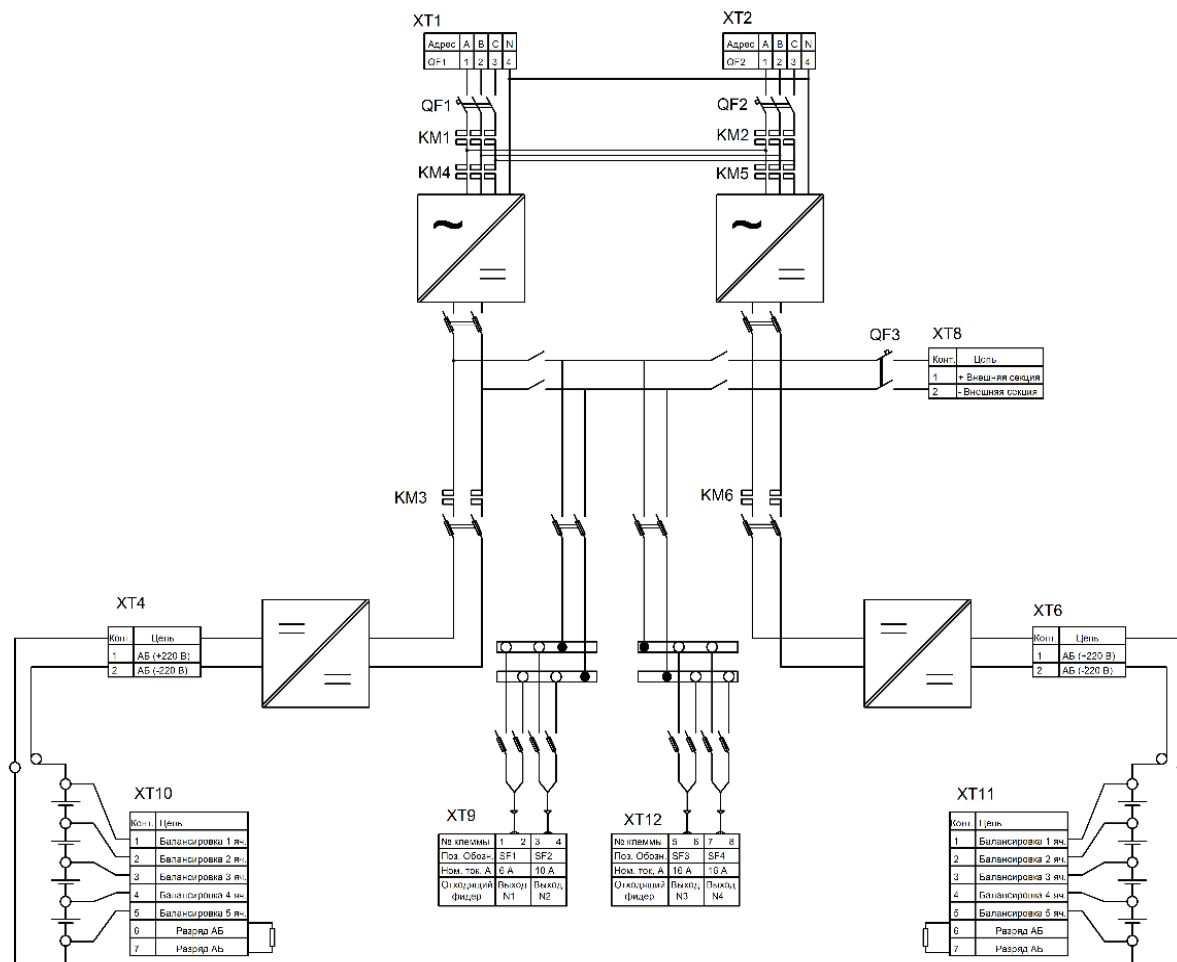 XT1
Адрес A B C N
QF1 1 2 3 4
XT2
Адрес A B C N
QF2 1 2 3 4
QF1
QF2
KM1
KM2
KM4
KM5
QF3
XT8
Конт. Цепь
1 + Внешняя секция
2 - Внешняя секция
KM3
KM6
XT4
Конт. Цепь
1 АБ (+220 В)
2 АБ (-220 В)
XT6
Конт. Цепь
1 АБ (+220 В)
2 АБ (-220 В)
XT10
Конт. Цепь
1 Балансировка 1 яч.
2 Балансировка 2 яч.
3 Балансировка 3 яч.
4 Балансировка 4 яч.
5 Балансировка 5 яч.
6 Разряд АБ
7 Разряд АБ
XT9
№ клеммы 1 2 3 4
Поз. Обозн. SF1 SF2
Ном. ток, А 6 А 10 А
Отходящий фидер Выход N1 Выход N2
XT12
№ клеммы 5 6 7 8
Поз. Обозн. SF3 SF4
Ном. ток, А 16 А 16 А
Отходящий фидер Выход N3 Выход N4
XT11
Конт. Цепь
1 Балансировка 1 яч.
2 Балансировка 2 яч.
3 Балансировка 3 яч.
4 Балансировка 4 яч.
5 Балансировка 5 яч.
6 Разряд АБ
7 Разряд АБ